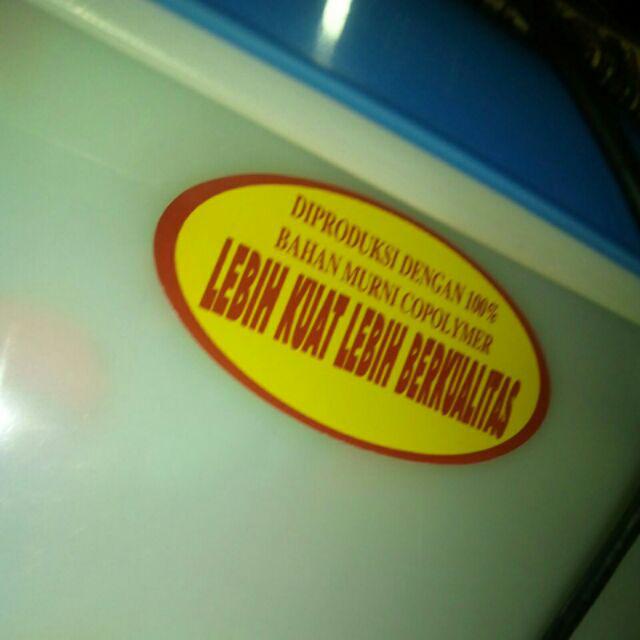 DIPRODUKSI DENGAN 100%
BAHAN MURNI COPOLYMER
LEBIH KUAT LEBIH BERKUALITAS